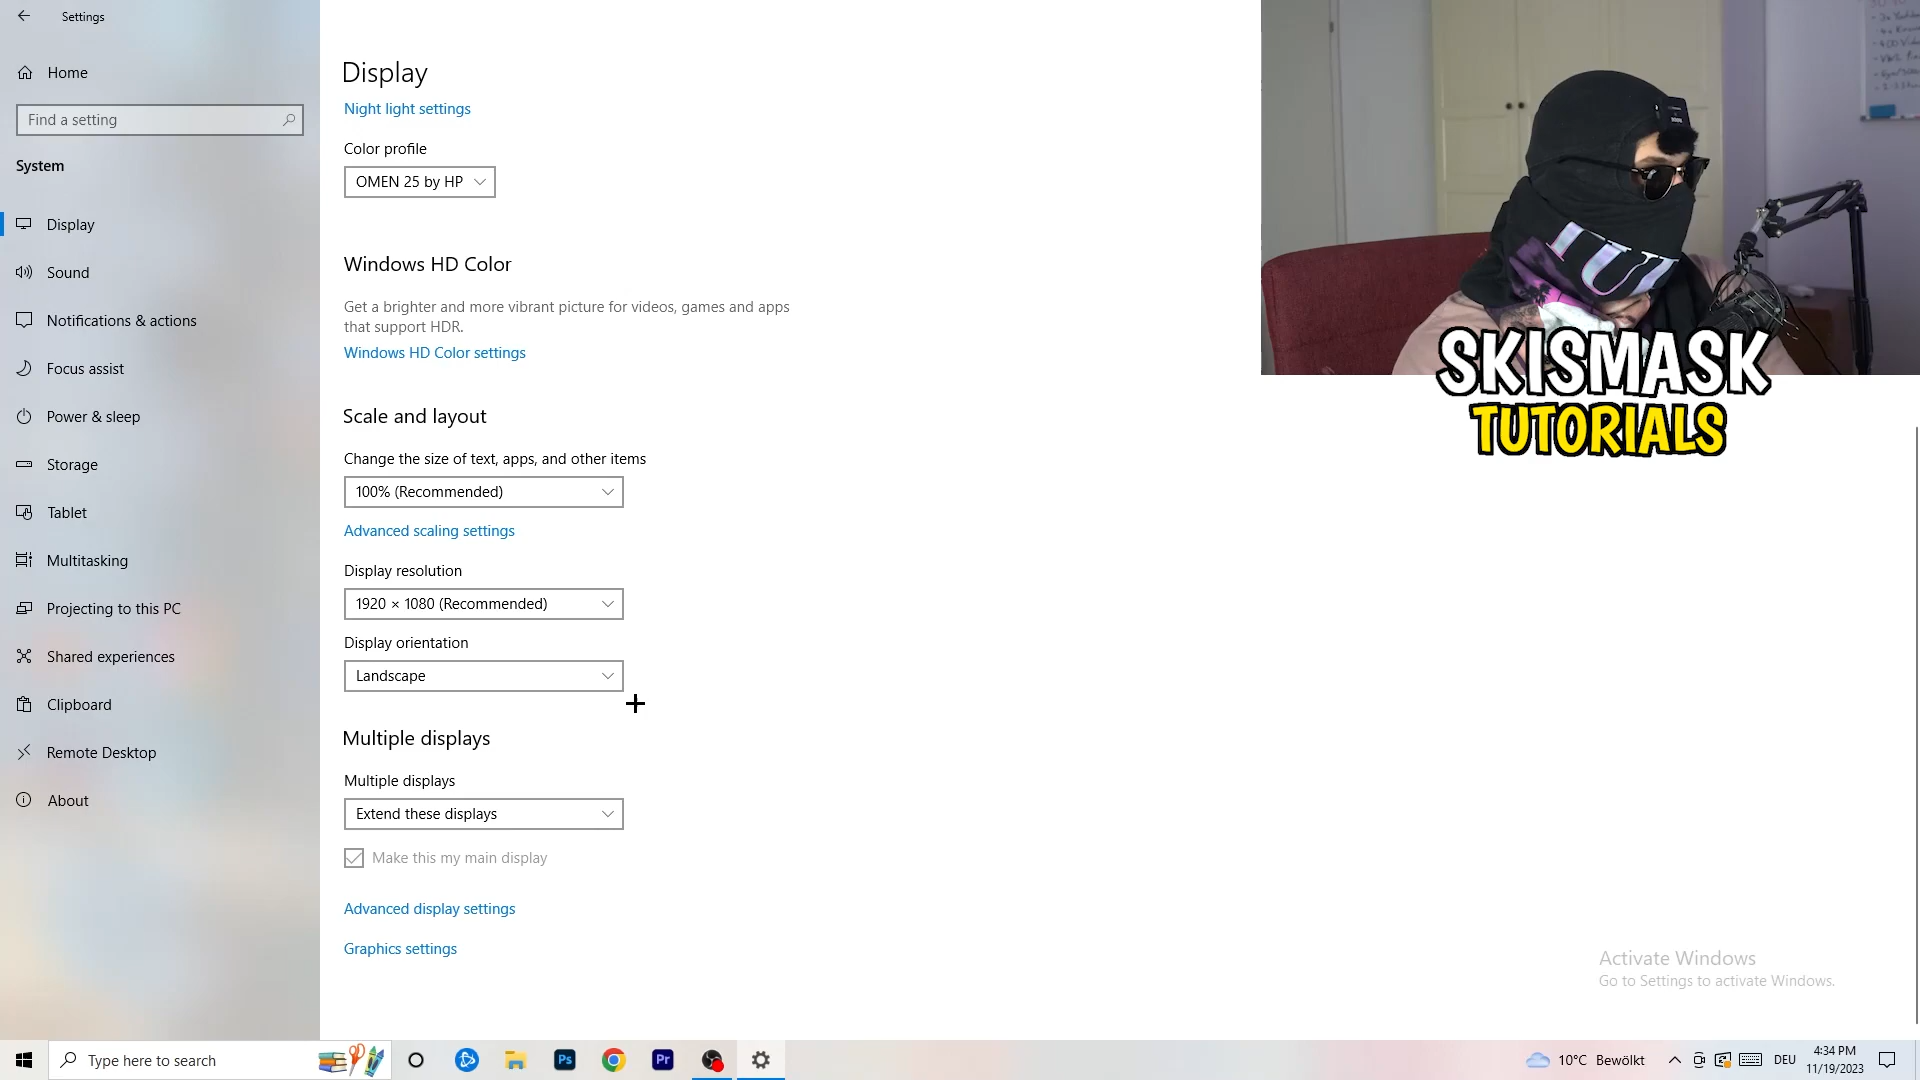 Settings
Home
Find a setting
System
Display
Sound
Notifications & actions
Focus assist
Power & sleep
Storage
Tablet
Multitasking
Projecting to this PC
Shared experiences
Clipboard
Remote Desktop
About
Display
Night light settings
Color profile
OMEN 25 by HP
Windows HD Color
Get a brighter and more vibrant picture for videos, games and apps
that support HDR.
Windows HD Color settings
Scale and layout
Change the size of text, apps, and other items
100% (Recommended)
Advanced scaling settings
Display resolution
1920 × 1080 (Recommended)
Display orientation
Landscape
Multiple displays
Multiple displays
Extend these displays
Make this my main display
Advanced display settings
Graphics settings
SKISMASK
TUTORIALS
Activate Windows
Go to Settings to activate Windows.
Type here to search
Ps
Pr
10°C Bewölkt
DEU
4:34 PM
11/19/2023